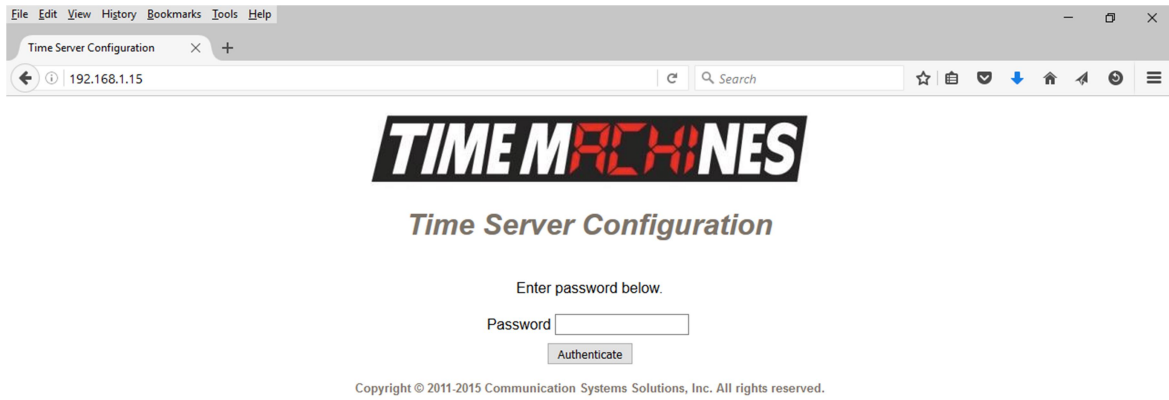 File Edit View History Bookmarks Tools Help
Time Server Configuration
192.168.1.15
Search
TIME MACHINES
Time Server Configuration
Enter password below.
Password
Authenticate
Copyright © 2011-2015 Communication Systems Solutions, Inc. All rights reserved.